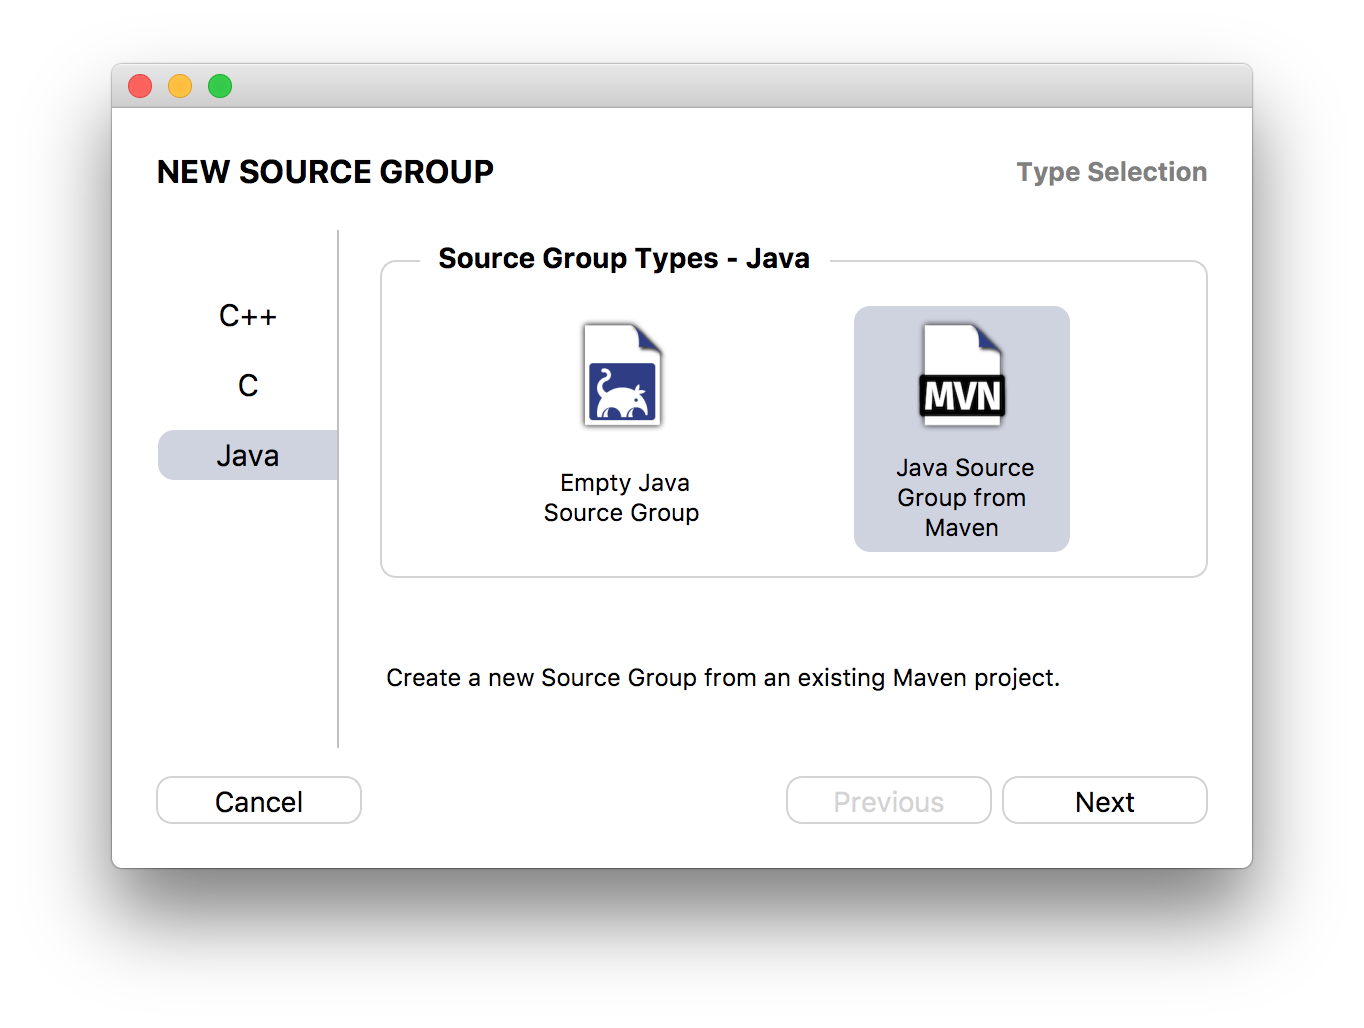 NEW SOURCE GROUP
Type Selection
C++
C
Java
Source Group Types - Java
Empty Java
Source Group
MVN
Java Source
Group from
Maven
Create a new Source Group from an existing Maven project.
Cancel
Previous
Next